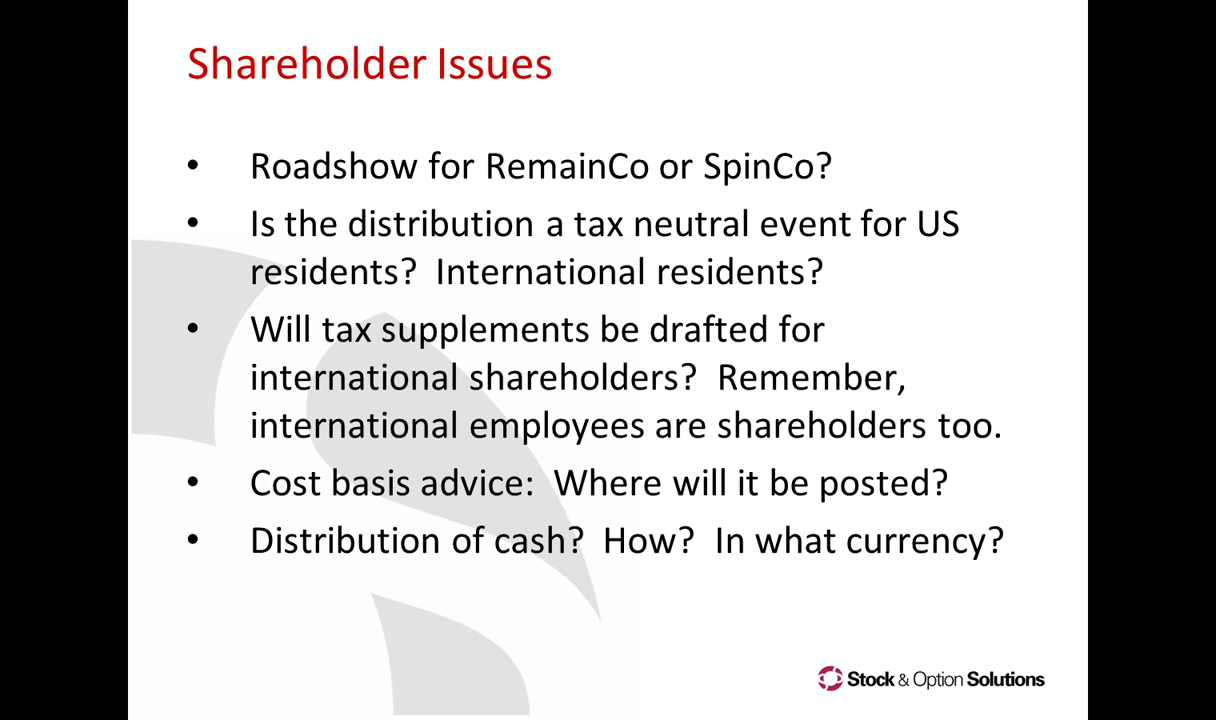 Shareholder Issues
• Roadshow for RemainCo or SpinCo?
• Is the distribution a tax neutral event for US
residents?  International residents?
• Will tax supplements be drafted for
international shareholders?  Remember,
international employees are shareholders too.
• Cost basis advice:  Where will it be posted?
• Distribution of cash?  How?  In what currency?
Stock & Option Solutions